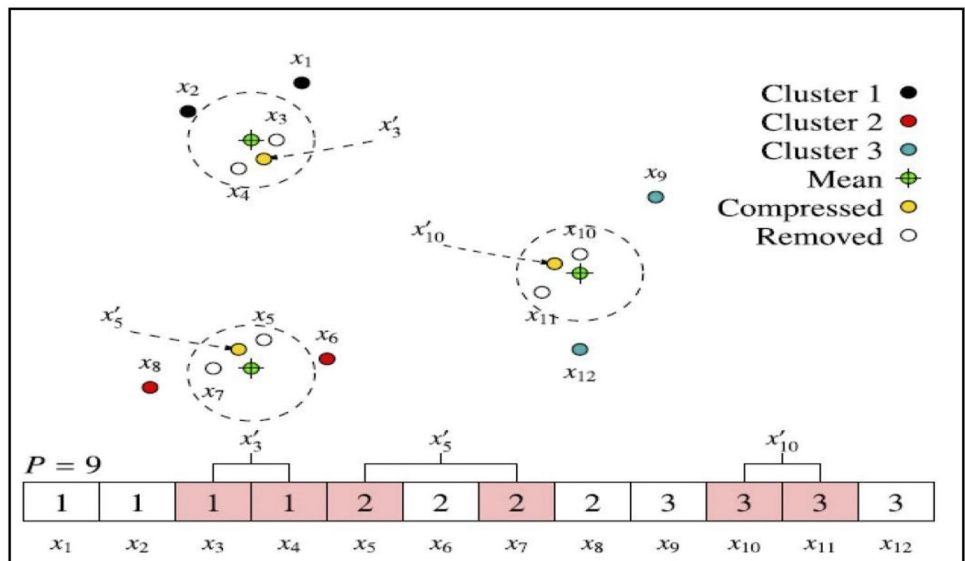 x₁
x₂
x₃
x′₃
x₄
Cluster 1
Cluster 2
Cluster 3
Mean
Compressed
Removed
x₉
x′₁₀
x₁₀
x₁₁
x₁₂
x′₅
x₅
x₆
x₈
x₇
x′₃ x′₅ x′₁₀
P = 9
1 1 1 1 2 2 2 2 3 3 3 3
x₁ x₂ x₃ x₄ x₅ x₆ x₇ x₈ x₉ x₁₀ x₁₁ x₁₂